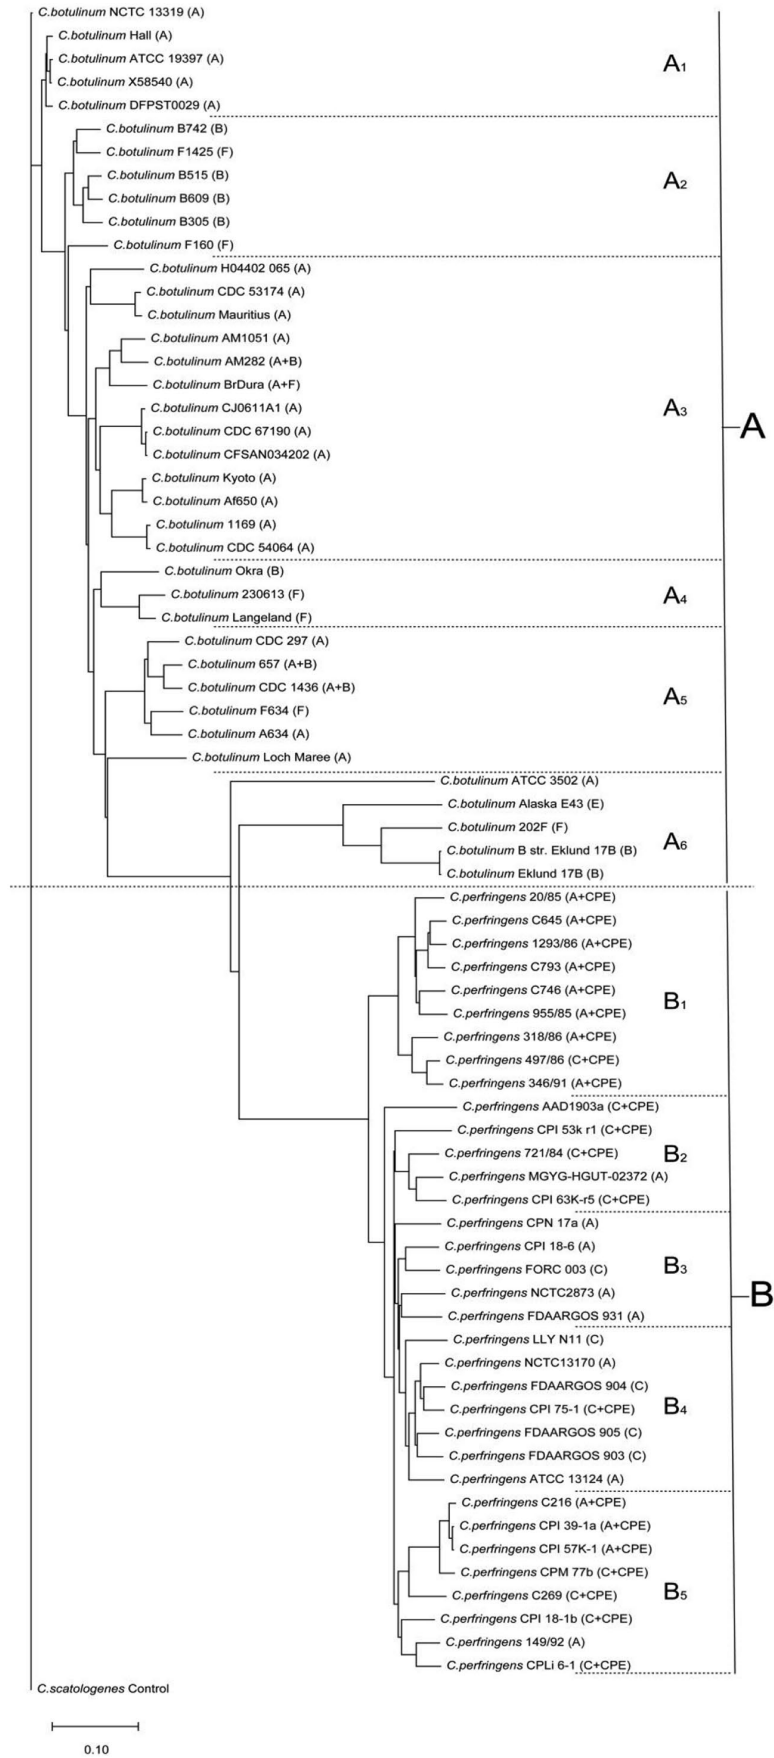 C.botulinum NCTC 13319 (A)
C.botulinum Hall (A)
C.botulinum ATCC 19397 (A)
A1
C.botulinum X58540 (A)
C.botulinum DFPST0029 (A)
C.botulinum B742 (B)
C.botulinum F1425 (F)
C.botulinum B515 (B)
A2
C.botulinum B609 (B)
C.botulinum B305 (B)
C.botulinum F160 (F)
C.botulinum H04402 065 (A)
C.botulinum CDC 53174 (A)
C.botulinum Mauritius (A)
C.botulinum AM1051 (A)
C.botulinum AM282 (A+B)
C.botulinum BrDura (A+F)
C.botulinum CJ0611A1 (A)
A3
C.botulinum CDC 67190 (A)
A
C.botulinum CFSAN034202 (A)
C.botulinum Kyoto (A)
C.botulinum Af650 (A)
C.botulinum 1169 (A)
C.botulinum CDC 54064 (A)
C.botulinum Okra (B)
C.botulinum 230613 (F)
A4
C.botulinum Langeland (F)
C.botulinum CDC 297 (A)
C.botulinum 657 (A+B)
C.botulinum CDC 1436 (A+B)
A5
C.botulinum F634 (F)
C.botulinum A634 (A)
C.botulinum Loch Maree (A)
C.botulinum ATCC 3502 (A)
C.botulinum Alaska E43 (E)
C.botulinum 202F (F)
A6
C.botulinum B str. Eklund 17B (B)
C.botulinum Eklund 17B (B)
C.perfringens 20/85 (A+CPE)
C.perfringens C645 (A+CPE)
C.perfringens 1293/86 (A+CPE)
C.perfringens C793 (A+CPE)
C.perfringens C746 (A+CPE)
B1
C.perfringens 955/85 (A+CPE)
C.perfringens 318/86 (A+CPE)
C.perfringens 497/86 (C+CPE)
C.perfringens 346/91 (A+CPE)
C.perfringens AAD1903a (C+CPE)
C.perfringens CPI 53k r1 (C+CPE)
C.perfringens 721/84 (C+CPE)
B2
C.perfringens MGYG-HGUT-02372 (A)
C.perfringens CPI 63K-r5 (C+CPE)
C.perfringens CPN 17a (A)
C.perfringens CPI 18-6 (A)
B3
C.perfringens FORC 003 (C)
C.perfringens NCTC2873 (A)
B
C.perfringens FDAARGOS 931 (A)
C.perfringens LLY N11 (C)
C.perfringens NCTC13170 (A)
C.perfringens FDAARGOS 904 (C)
C.perfringens CPI 75-1 (C+CPE)
B4
C.perfringens FDAARGOS 905 (C)
C.perfringens FDAARGOS 903 (C)
C.perfringens ATCC 13124 (A)
C.perfringens C216 (A+CPE)
C.perfringens CPI 39-1a (A+CPE)
C.perfringens CPI 57K-1 (A+CPE)
C.perfringens CPM 77b (C+CPE)
B5
C.perfringens C269 (C+CPE)
C.perfringens CPI 18-1b (C+CPE)
C.perfringens 149/92 (A)
C.perfringens CPLi 6-1 (C+CPE)
C.scatologenes Control
0.10